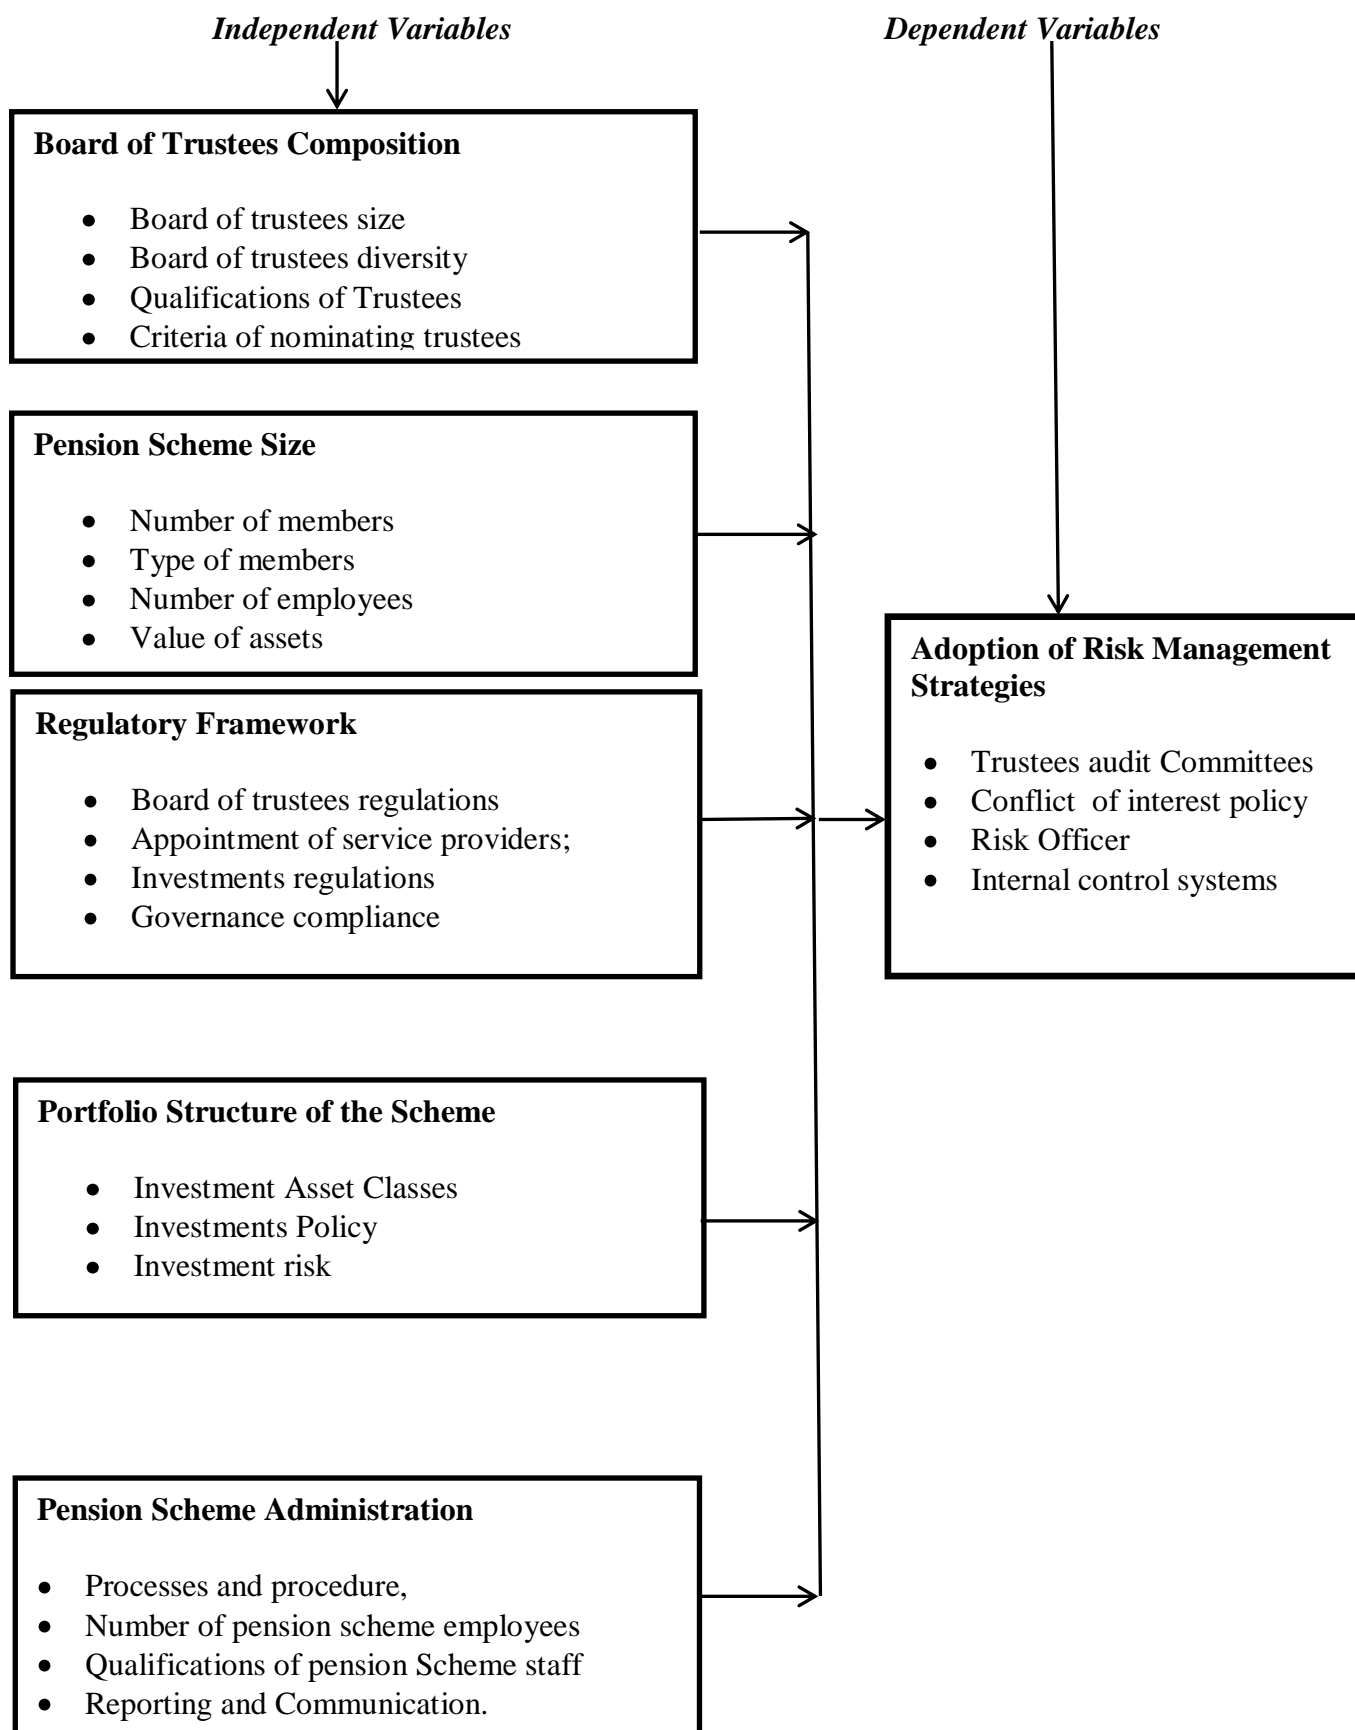 Independent Variables
Dependent Variables
Board of Trustees Composition
• Board of trustees size
• Board of trustees diversity
• Qualifications of Trustees
• Criteria of nominating trustees
Pension Scheme Size
• Number of members
• Type of members
• Number of employees
• Value of assets
Regulatory Framework
• Board of trustees regulations
• Appointment of service providers;
• Investments regulations
• Governance compliance
Adoption of Risk Management
Strategies
• Trustees audit Committees
• Conflict of interest policy
• Risk Officer
• Internal control systems
Portfolio Structure of the Scheme
• Investment Asset Classes
• Investments Policy
• Investment risk
Pension Scheme Administration
• Processes and procedure,
• Number of pension scheme employees
• Qualifications of pension Scheme staff
• Reporting and Communication.